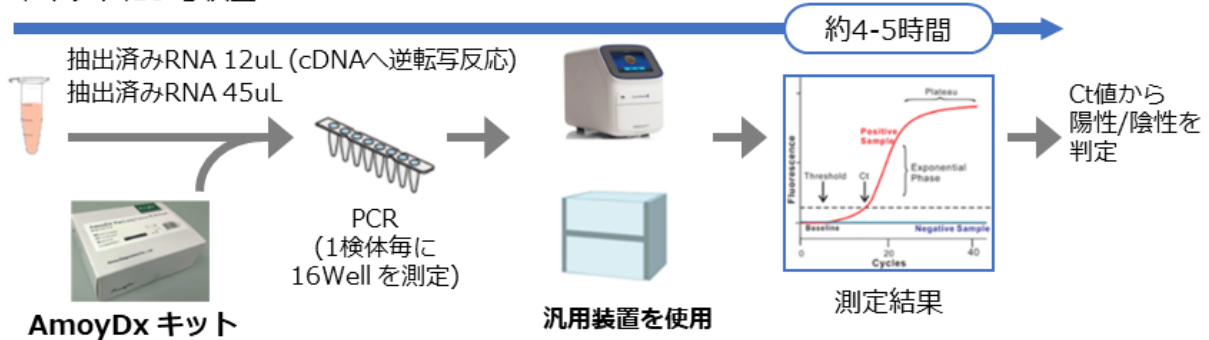 約4-5時間
抽出済みRNA 12uL (cDNAへ逆転写反応)
抽出済みRNA 45uL
AmoyDx キット
PCR
(1検体毎に
16Well を測定)
汎用装置を使用
Plateau
Positive
Sample
Exponential
Phase
Threshold
Ct
Fluorescence
Baseline
Negative Sample
0
20
40
Cycles
測定結果
Ct値から
陽性/陰性を
判定